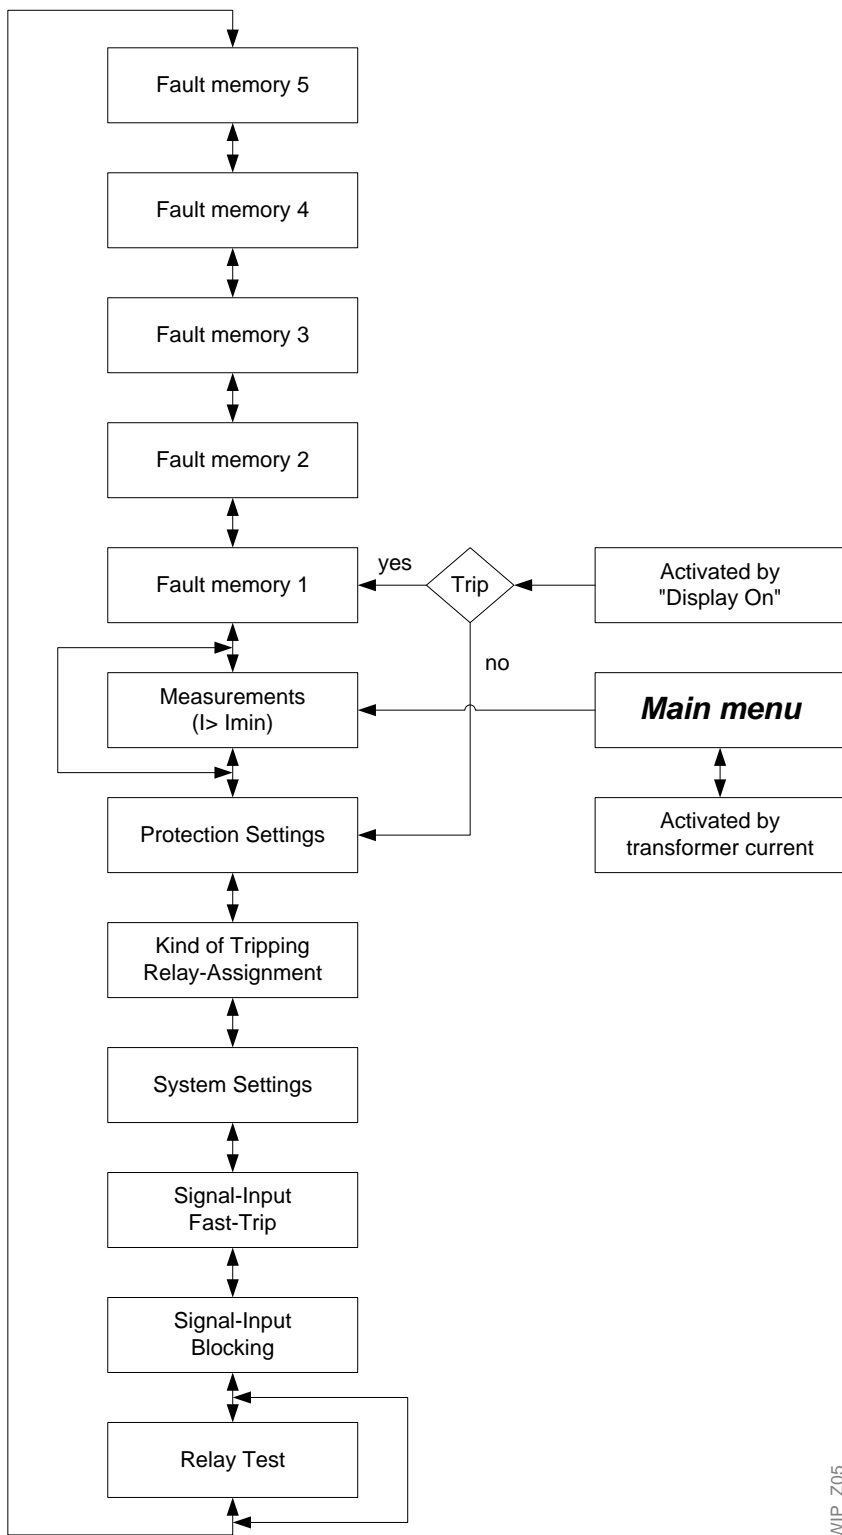 Fault memory 5
Fault memory 4
Fault memory 3
Fault memory 2
Fault memory 1
yes
Trip
Activated by
"Display On"
no
Measurements
(I> Imin)
Main menu
Protection Settings
Activated by
transformer current
Kind of Tripping
Relay-Assignment
System Settings
Signal-Input
Fast-Trip
Signal-Input
Blocking
Relay Test
WIP_Z05